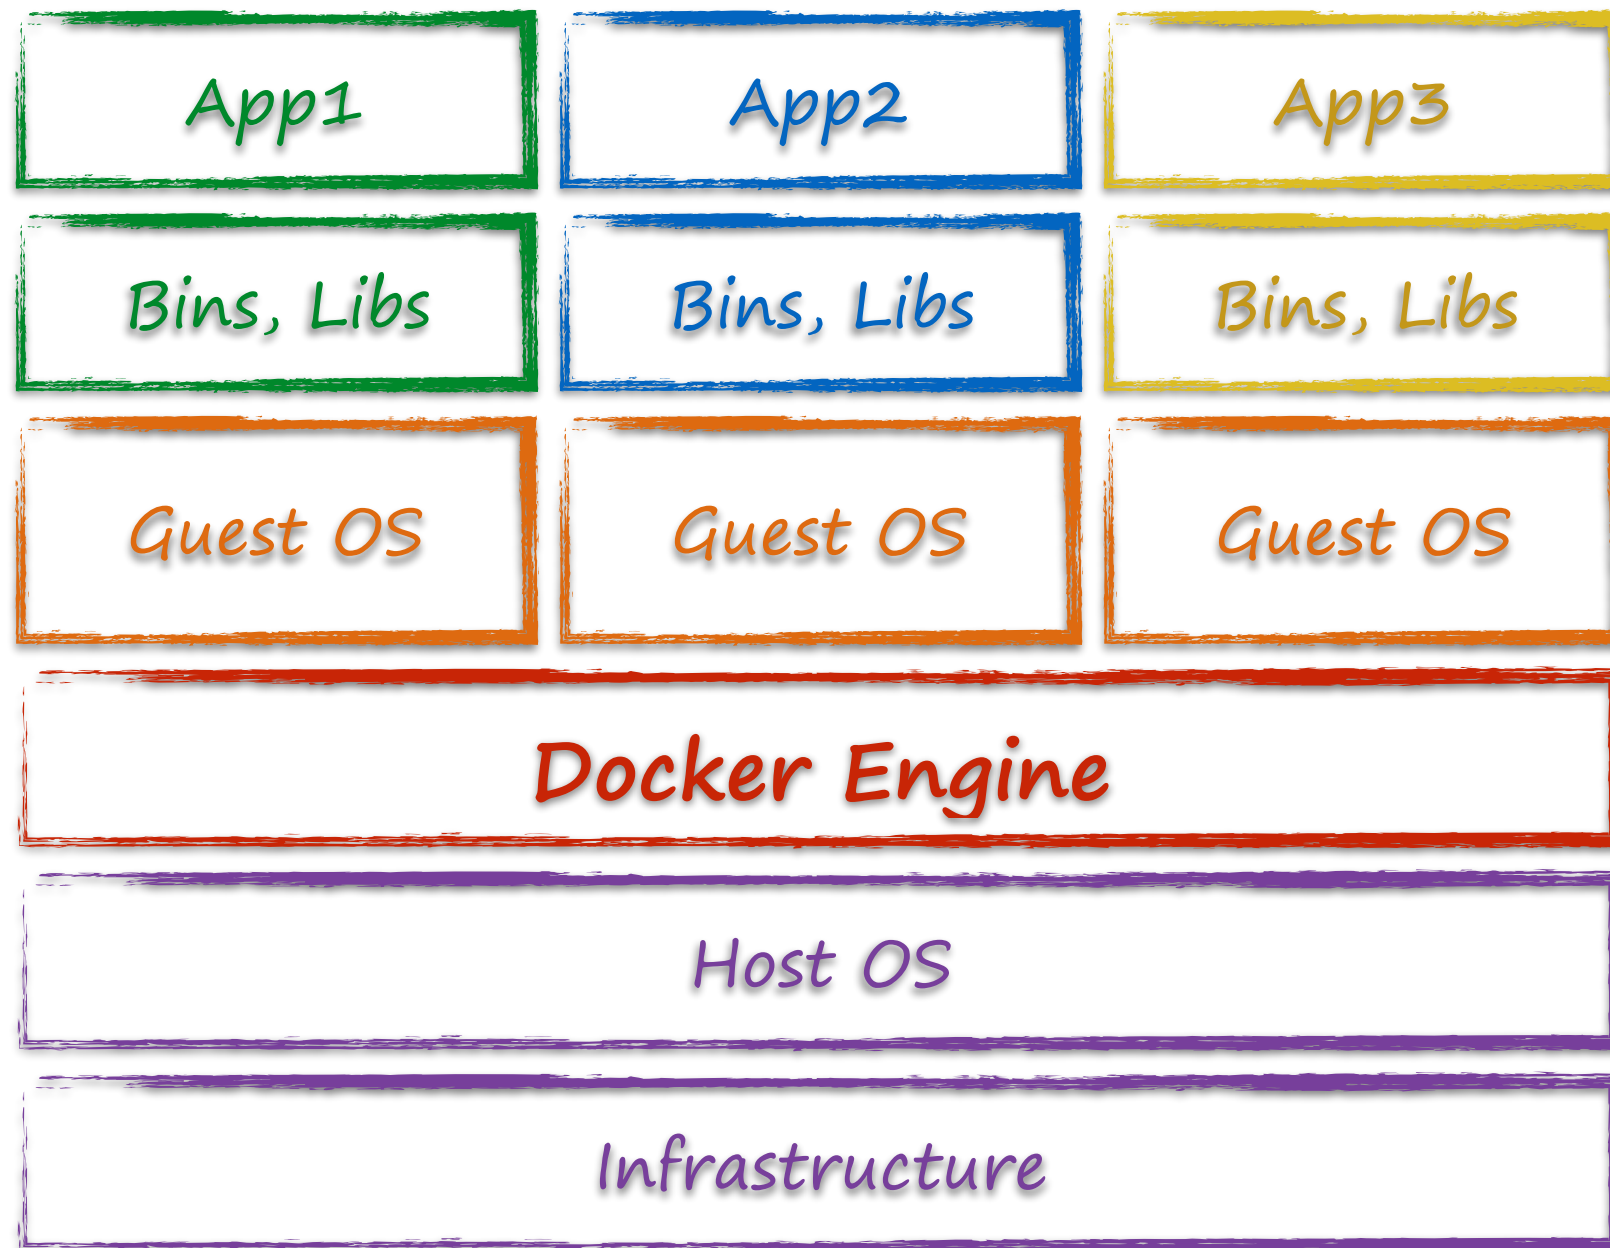 App1
App2
App3
Bins, Libs
Bins, Libs
Bins, Libs
Guest OS
Guest OS
Guest OS
Docker Engine
Host OS
Infrastructure